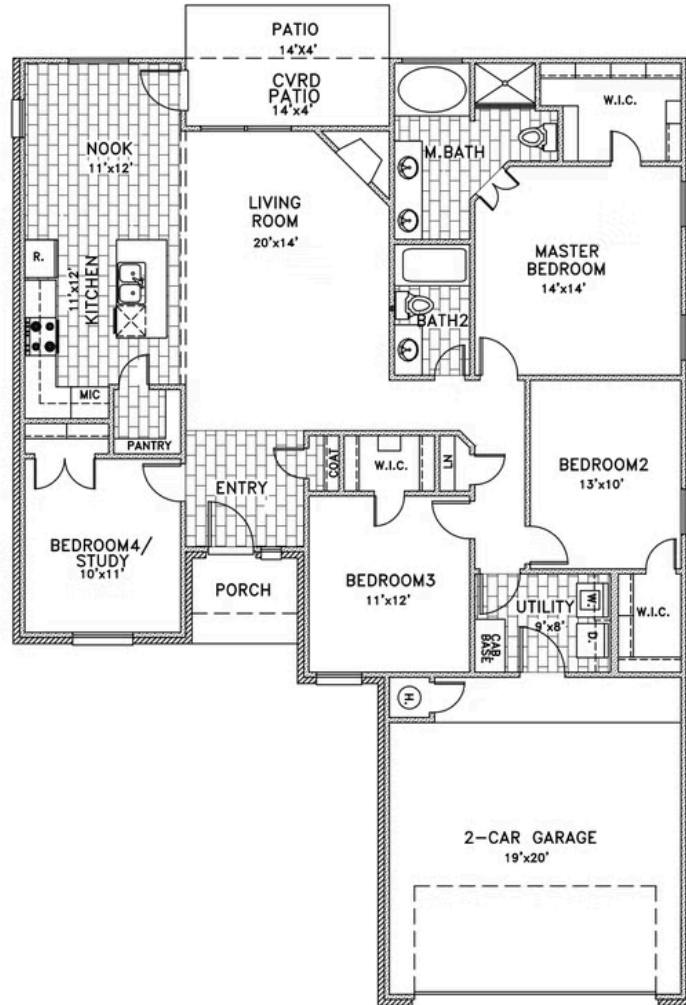 PATIO
14'X4'
CVRD
PATIO
14'x4'
W.I.C.
NOOK
11'x12'
M.BATH
LIVING
ROOM
20'x14'
MASTER
BEDROOM
14'x14'
R.
11'x12'
KITCHEN
BATH2
MIC
PANTRY
COAT
W.I.C.
LN
BEDROOM2
13'x10'
ENTRY
BEDROOM4/
STUDY
10'x11'
PORCH
BEDROOM3
11'x12'
UTILITY
9'x8'
W.
D.
CAB.
BASE
W.I.C.
H.
2-CAR GARAGE
19'x20'